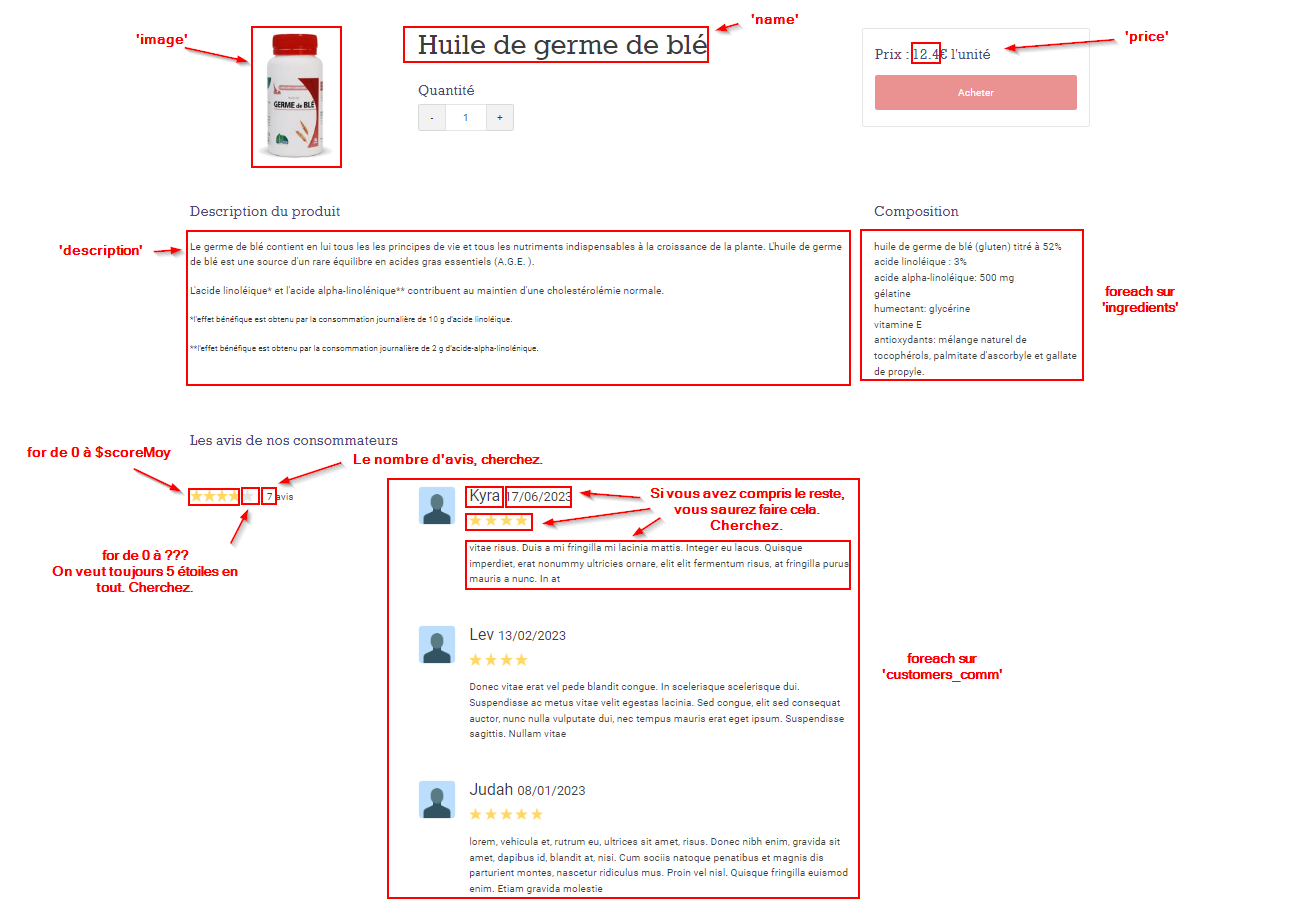 'image'
'name'
'price'
Huile de germe de blé
Prix : 12.4€ l'unité
Quantité
- 1 +
Acheter
GERME de BLÉ
Description du produit
Composition
'description'
Le germe de blé contient en lui tous les les principes de vie et tous les nutriments indispensables à la croissance de la plante. L'huile de germe
de blé est une source d'un rare équilibre en acides gras essentiels (A.G.E. ).
L'acide linoléique* et l'acide alpha-linolénique** contribuent au maintien d'une cholestérolémie normale.
*l'effet bénéfique est obtenu par la consommation journalière de 10 g d'acide linoléique.
**l'effet bénéfique est obtenu par la consommation journalière de 2 g d'acide-alpha-linolénique.
huile de germe de blé (gluten) titré à 52%
acide linoléique : 3%
acide alpha-linoléique: 500 mg
gélatine
humectant: glycérine
vitamine E
antioxydants: mélange naturel de
tocophérols, palmitate d'ascorbyle et gallate
de propyle.
foreach sur
'ingredients'
Les avis de nos consommateurs
for de 0 à $scoreMoy
Le nombre d'avis, cherchez.
7 avis
for de 0 à ???
On veut toujours 5 étoiles en
tout. Cherchez.
Kyra 17/06/2023
Si vous avez compris le reste,
vous saurez faire cela.
Cherchez.
vitae risus. Duis a mi fringilla mi lacinia mattis. Integer eu lacus. Quisque
imperdiet, erat nonummy ultricies ornare, elit elit fermentum risus, at fringilla purus
mauris a nunc. In at
Lev 13/02/2023
Donec vitae erat vel pede blandit congue. In scelerisque scelerisque dui.
Suspendisse ac metus vitae velit egestas lacinia. Sed congue, elit sed consequat
auctor, nunc nulla vulputate dui, nec tempus mauris erat eget ipsum. Suspendisse
sagittis. Nullam vitae
foreach sur
'customers_comm'
Judah 08/01/2023
lorem, vehicula et, rutrum eu, ultrices sit amet, risus. Donec nibh enim, gravida sit
amet, dapibus id, blandit at, nisi. Cum sociis natoque penatibus et magnis dis
parturient montes, nascetur ridiculus mus. Proin vel nisl. Quisque fringilla euismod
enim. Etiam gravida molestie